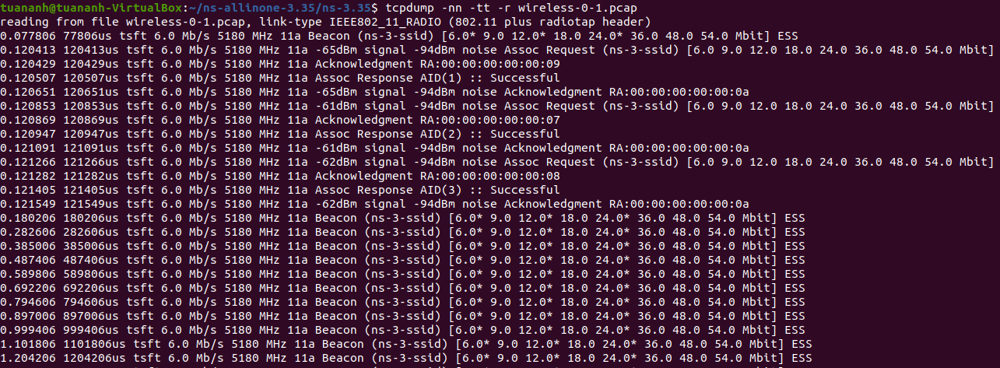 tuananh@tuananh-VirtualBox:~/ns-allinone-3.35/ns-3.35$ tcpdump -nn -tt -r wireless-0-1.pcap
reading from file wireless-0-1.pcap, link-type IEEE802_11_RADIO (802.11 plus radiotap header)
0.077806 77806us tsft 6.0 Mb/s 5180 MHz 11a Beacon (ns-3-ssid) [6.0* 9.0 12.0* 18.0 24.0* 36.0 48.0 54.0 Mbit] ESS
0.120413 120413us tsft 6.0 Mb/s 5180 MHz 11a -65dBm signal -94dBm noise Assoc Request (ns-3-ssid) [6.0 9.0 12.0 18.0 24.0 36.0 48.0 54.0 Mbit]
0.120429 120429us tsft 6.0 Mb/s 5180 MHz 11a Acknowledgment RA:00:00:00:00:00:09
0.120507 120507us tsft 6.0 Mb/s 5180 MHz 11a Assoc Response AID(1) :: Successful
0.120651 120651us tsft 6.0 Mb/s 5180 MHz 11a -65dBm signal -94dBm noise Acknowledgment RA:00:00:00:00:00:0a
0.120853 120853us tsft 6.0 Mb/s 5180 MHz 11a -61dBm signal -94dBm noise Assoc Request (ns-3-ssid) [6.0 9.0 12.0 18.0 24.0 36.0 48.0 54.0 Mbit]
0.120869 120869us tsft 6.0 Mb/s 5180 MHz 11a Acknowledgment RA:00:00:00:00:00:07
0.120947 120947us tsft 6.0 Mb/s 5180 MHz 11a Assoc Response AID(2) :: Successful
0.121091 121091us tsft 6.0 Mb/s 5180 MHz 11a -61dBm signal -94dBm noise Acknowledgment RA:00:00:00:00:00:0a
0.121266 121266us tsft 6.0 Mb/s 5180 MHz 11a -62dBm signal -94dBm noise Assoc Request (ns-3-ssid) [6.0 9.0 12.0 18.0 24.0 36.0 48.0 54.0 Mbit]
0.121282 121282us tsft 6.0 Mb/s 5180 MHz 11a Acknowledgment RA:00:00:00:00:00:08
0.121405 121405us tsft 6.0 Mb/s 5180 MHz 11a Assoc Response AID(3) :: Successful
0.121549 121549us tsft 6.0 Mb/s 5180 MHz 11a -62dBm signal -94dBm noise Acknowledgment RA:00:00:00:00:00:0a
0.180206 180206us tsft 6.0 Mb/s 5180 MHz 11a Beacon (ns-3-ssid) [6.0* 9.0 12.0* 18.0 24.0* 36.0 48.0 54.0 Mbit] ESS
0.282606 282606us tsft 6.0 Mb/s 5180 MHz 11a Beacon (ns-3-ssid) [6.0* 9.0 12.0* 18.0 24.0* 36.0 48.0 54.0 Mbit] ESS
0.385006 385006us tsft 6.0 Mb/s 5180 MHz 11a Beacon (ns-3-ssid) [6.0* 9.0 12.0* 18.0 24.0* 36.0 48.0 54.0 Mbit] ESS
0.487406 487406us tsft 6.0 Mb/s 5180 MHz 11a Beacon (ns-3-ssid) [6.0* 9.0 12.0* 18.0 24.0* 36.0 48.0 54.0 Mbit] ESS
0.589806 589806us tsft 6.0 Mb/s 5180 MHz 11a Beacon (ns-3-ssid) [6.0* 9.0 12.0* 18.0 24.0* 36.0 48.0 54.0 Mbit] ESS
0.692206 692206us tsft 6.0 Mb/s 5180 MHz 11a Beacon (ns-3-ssid) [6.0* 9.0 12.0* 18.0 24.0* 36.0 48.0 54.0 Mbit] ESS
0.794606 794606us tsft 6.0 Mb/s 5180 MHz 11a Beacon (ns-3-ssid) [6.0* 9.0 12.0* 18.0 24.0* 36.0 48.0 54.0 Mbit] ESS
0.897006 897006us tsft 6.0 Mb/s 5180 MHz 11a Beacon (ns-3-ssid) [6.0* 9.0 12.0* 18.0 24.0* 36.0 48.0 54.0 Mbit] ESS
0.999406 999406us tsft 6.0 Mb/s 5180 MHz 11a Beacon (ns-3-ssid) [6.0* 9.0 12.0* 18.0 24.0* 36.0 48.0 54.0 Mbit] ESS
1.101806 1101806us tsft 6.0 Mb/s 5180 MHz 11a Beacon (ns-3-ssid) [6.0* 9.0 12.0* 18.0 24.0* 36.0 48.0 54.0 Mbit] ESS
1.204206 1204206us tsft 6.0 Mb/s 5180 MHz 11a Beacon (ns-3-ssid) [6.0* 9.0 12.0* 18.0 24.0* 36.0 48.0 54.0 Mbit] ESS